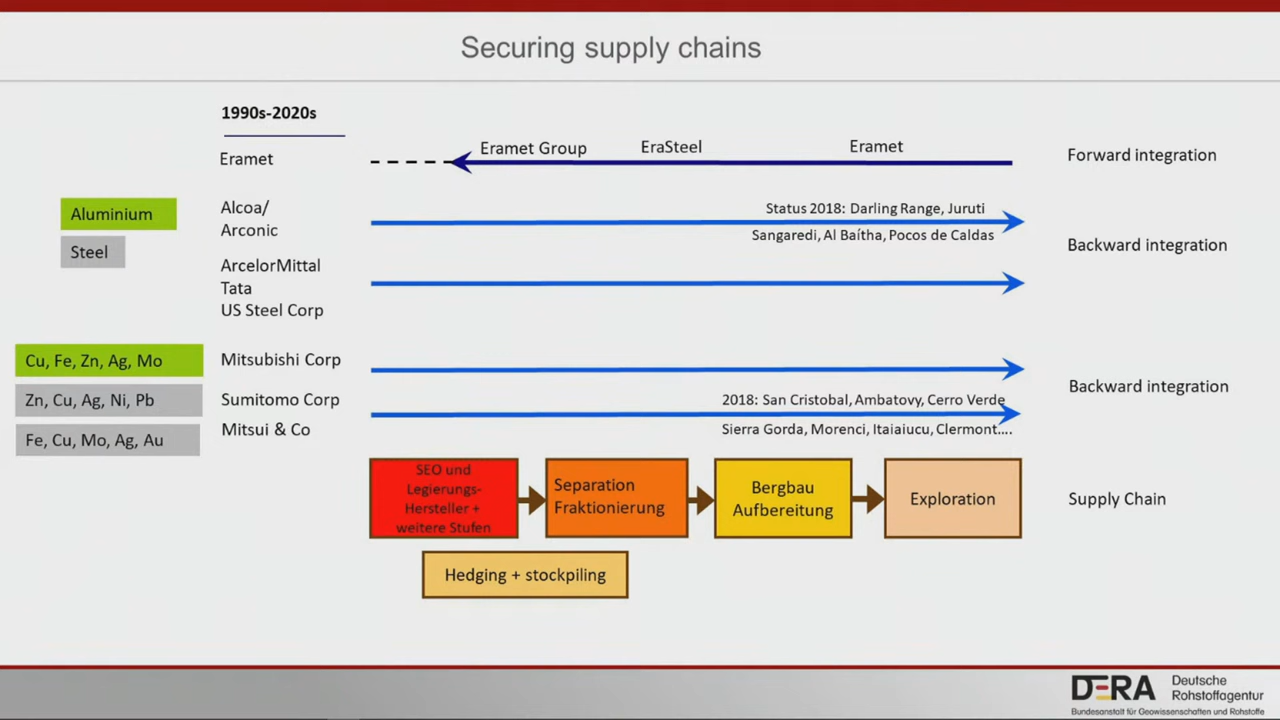 Securing supply chains
1990s-2020s
Eramet
Eramet Group
EraSteel
Eramet
Forward integration
Aluminium
Steel
Alcoa/
Arconic
Status 2018: Darling Range, Juruti
Sangaredi, Al Baítha, Pocos de Caldas
Backward integration
ArcelorMittal
Tata
US Steel Corp
Cu, Fe, Zn, Ag, Mo
Mitsubishi Corp
Zn, Cu, Ag, Ni, Pb
Sumitomo Corp
2018: San Cristobal, Ambatovy, Cerro Verde
Backward integration
Fe, Cu, Mo, Ag, Au
Mitsui & Co
Sierra Gorda, Morenci, Itaiaiucu, Clermont....
SEO und
Legierungs-
Hersteller +
weitere Stufen
Separation
Fraktionierung
Bergbau
Aufbereitung
Exploration
Supply Chain
Hedging + stockpiling
DERA
Deutsche
Rohstoffagentur
Bundesanstalt für Geowissenschaften und Rohstoffe